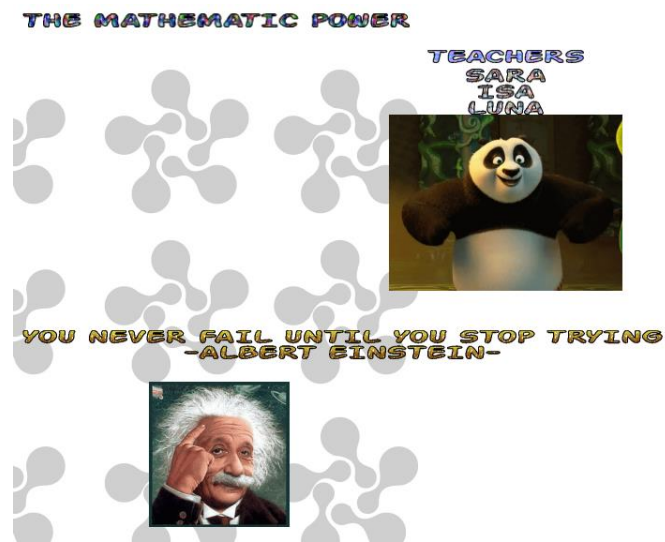 THE MATHEMATIC POWER
TEACHERS
SARA
ISA
LUNA
YOU NEVER FAIL UNTIL YOU STOP TRYING
-ALBERT EINSTEIN-